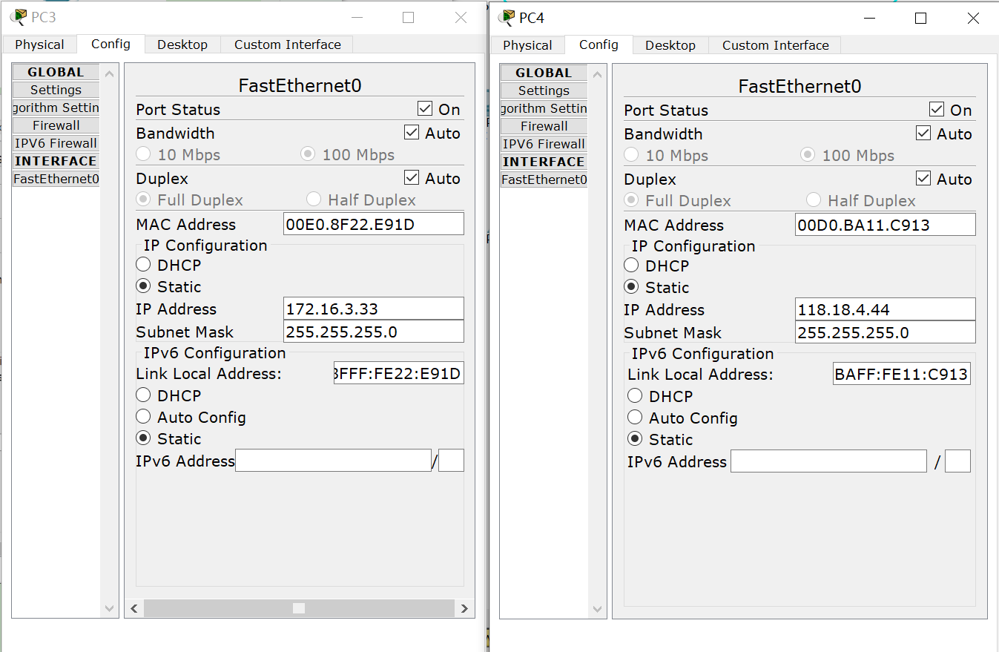 PC3
Physical Config Desktop Custom Interface
GLOBAL
Settings
gorithm Settin
Firewall
IPV6 Firewall
INTERFACE
FastEthernet0
FastEthernet0
Port Status On
Bandwidth Auto
10 Mbps 100 Mbps
Duplex Auto
Full Duplex Half Duplex
MAC Address 00E0.8F22.E91D
IP Configuration
DHCP
Static
IP Address 172.16.3.33
Subnet Mask 255.255.255.0
IPv6 Configuration
Link Local Address: 3FFF:FE22:E91D
DHCP
Auto Config
Static
IPv6 Address /
PC4
Physical Config Desktop Custom Interface
GLOBAL
Settings
gorithm Settin
Firewall
IPV6 Firewall
INTERFACE
FastEthernet0
FastEthernet0
Port Status On
Bandwidth Auto
10 Mbps 100 Mbps
Duplex Auto
Full Duplex Half Duplex
MAC Address 00D0.BA11.C913
IP Configuration
DHCP
Static
IP Address 118.18.4.44
Subnet Mask 255.255.255.0
IPv6 Configuration
Link Local Address: BAFF:FE11:C913
DHCP
Auto Config
Static
IPv6 Address /